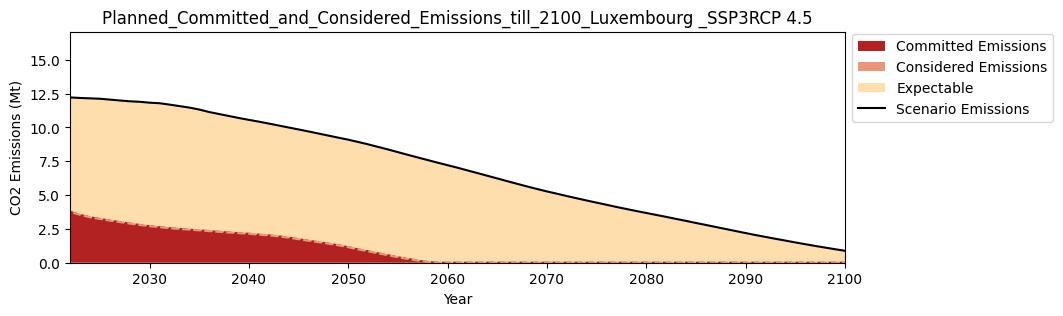 Planned_Committed_and_Considered_Emissions_till_2100_Luxembourg _SSP3RCP 4.5
CO2 Emissions (Mt)
15.0
12.5
10.0
7.5
5.0
2.5
0.0
2030 2040 2050 2060 2070 2080 2090 2100
Year
Committed Emissions
Considered Emissions
Expectable
Scenario Emissions